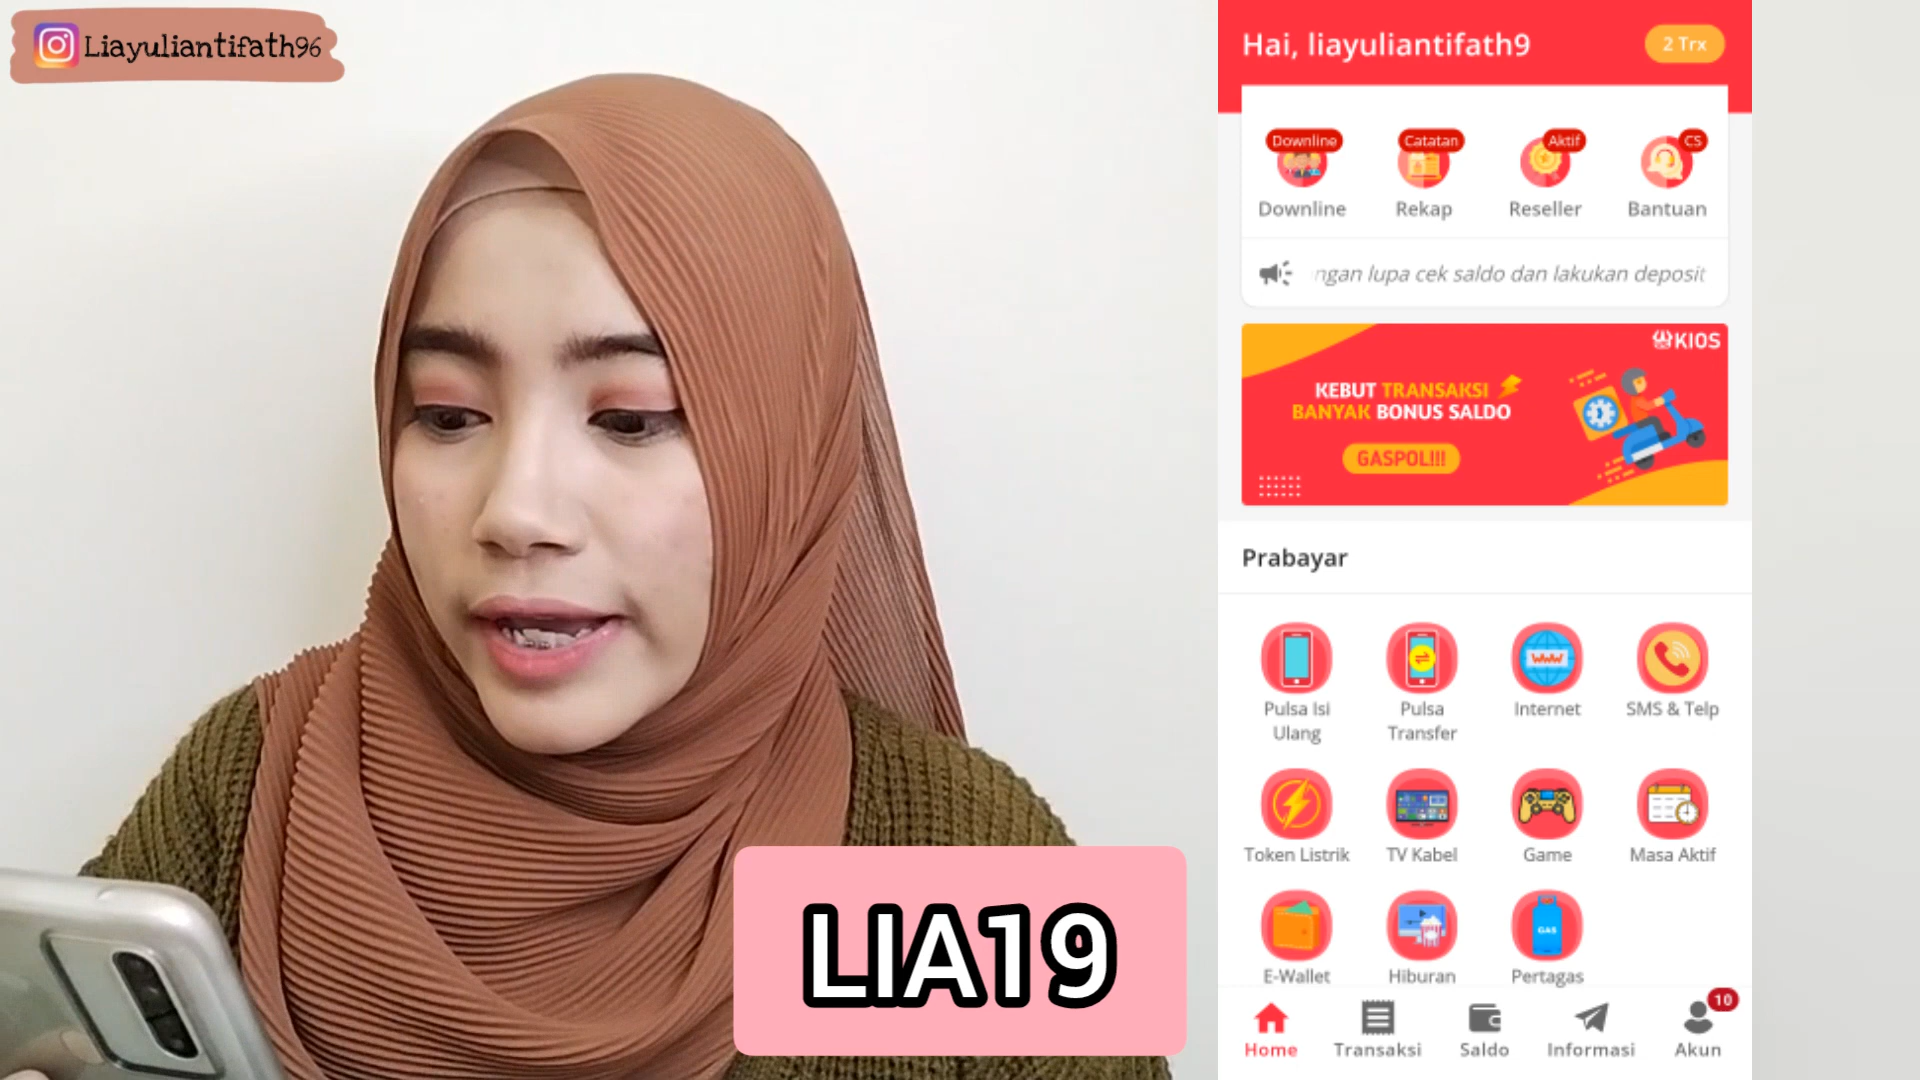 Liayuliantifath96
Hai, liayuliantifath9
2 Trx
Downline
Catatan
Aktif
CS
Downline
Rekap
Reseller
Bantuan
ngan lupa cek saldo dan lakukan deposit
KIOS
KEBUT TRANSAKSI
BANYAK BONUS SALDO
GASPOL!!!
Prabayar
www
Pulsa Isi
Ulang
Pulsa
Transfer
Internet
SMS & Telp
Token Listrik
TV Kabel
Game
Masa Aktif
GAS
E-Wallet
Hiburan
Pertagas
LIA19
10
Home
Transaksi
Saldo
Informasi
Akun